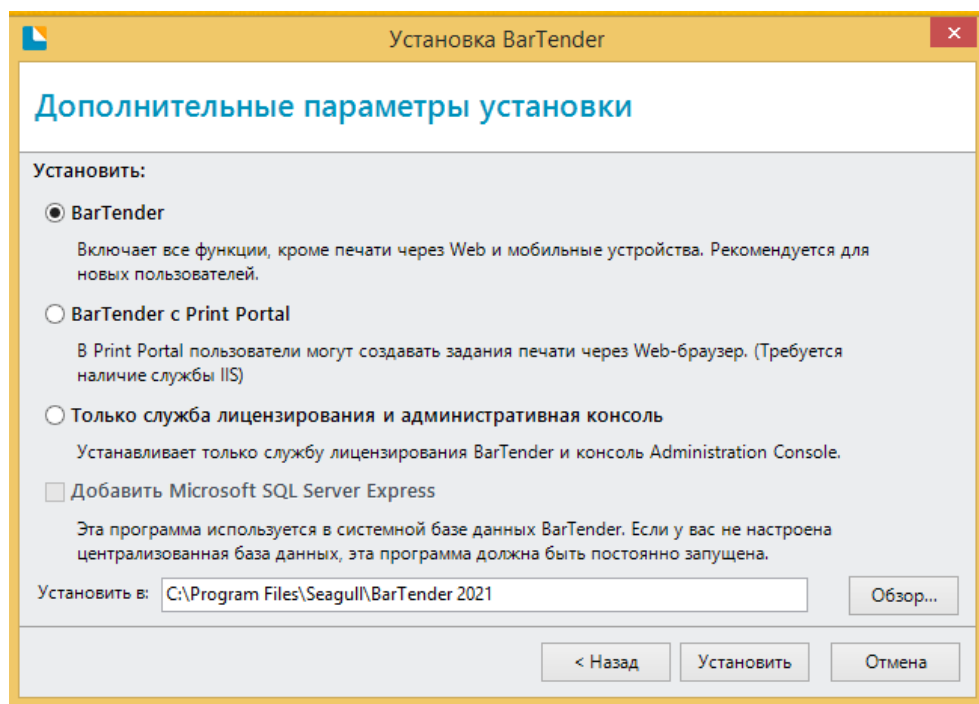 Установка BarTender
Дополнительные параметры установки
Установить:
BarTender
Включает все функции, кроме печати через Web и мобильные устройства. Рекомендуется для
новых пользователей.
BarTender с Print Portal
В Print Portal пользователи могут создавать задания печати через Web-браузер. (Требуется
наличие службы IIS)
Только служба лицензирования и административная консоль
Устанавливает только службу лицензирования BarTender и консоль Administration Console.
Добавить Microsoft SQL Server Express
Эта программа используется в системной базе данных BarTender. Если у вас не настроена
централизованная база данных, эта программа должна быть постоянно запущена.
Установить в: C:\Program Files\Seagull\BarTender 2021 Обзор...
< Назад Установить Отмена